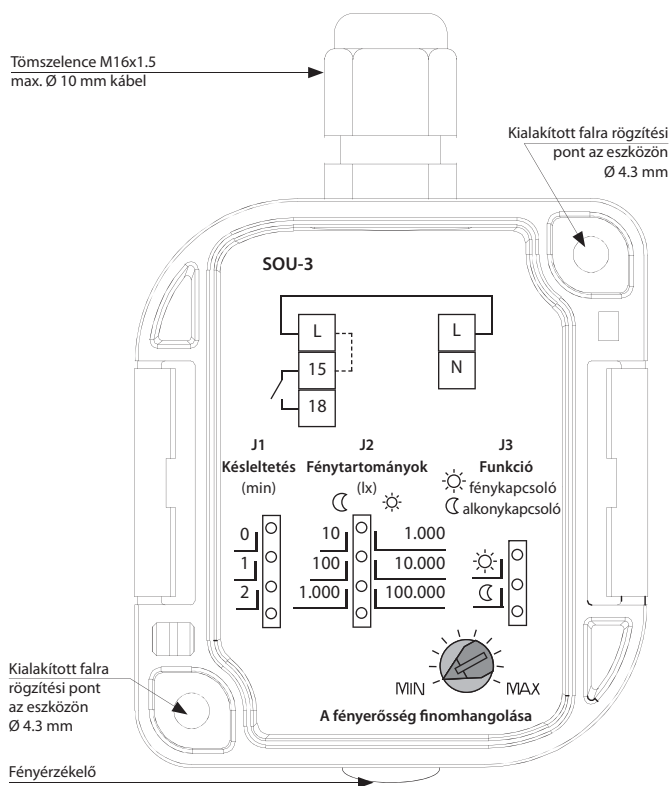 Tömszelence M16x1.5
max. Ø 10 mm kábel
Kialakított falra rögzítési
pont az eszközön
Ø 4.3 mm
SOU-3
L
L
15
N
18
J1
J2
J3
Késleltetés
Fénytartományok
Funkció
(min)
(lx)
fénykapcsoló
alkonykapcsoló
0
10
1.000
1
100
10.000
2
1.000
100.000
MIN
MAX
A fényerősség finomhangolása
Kialakított falra
rögzítési pont
az eszközön
Ø 4.3 mm
Fényérzékelő